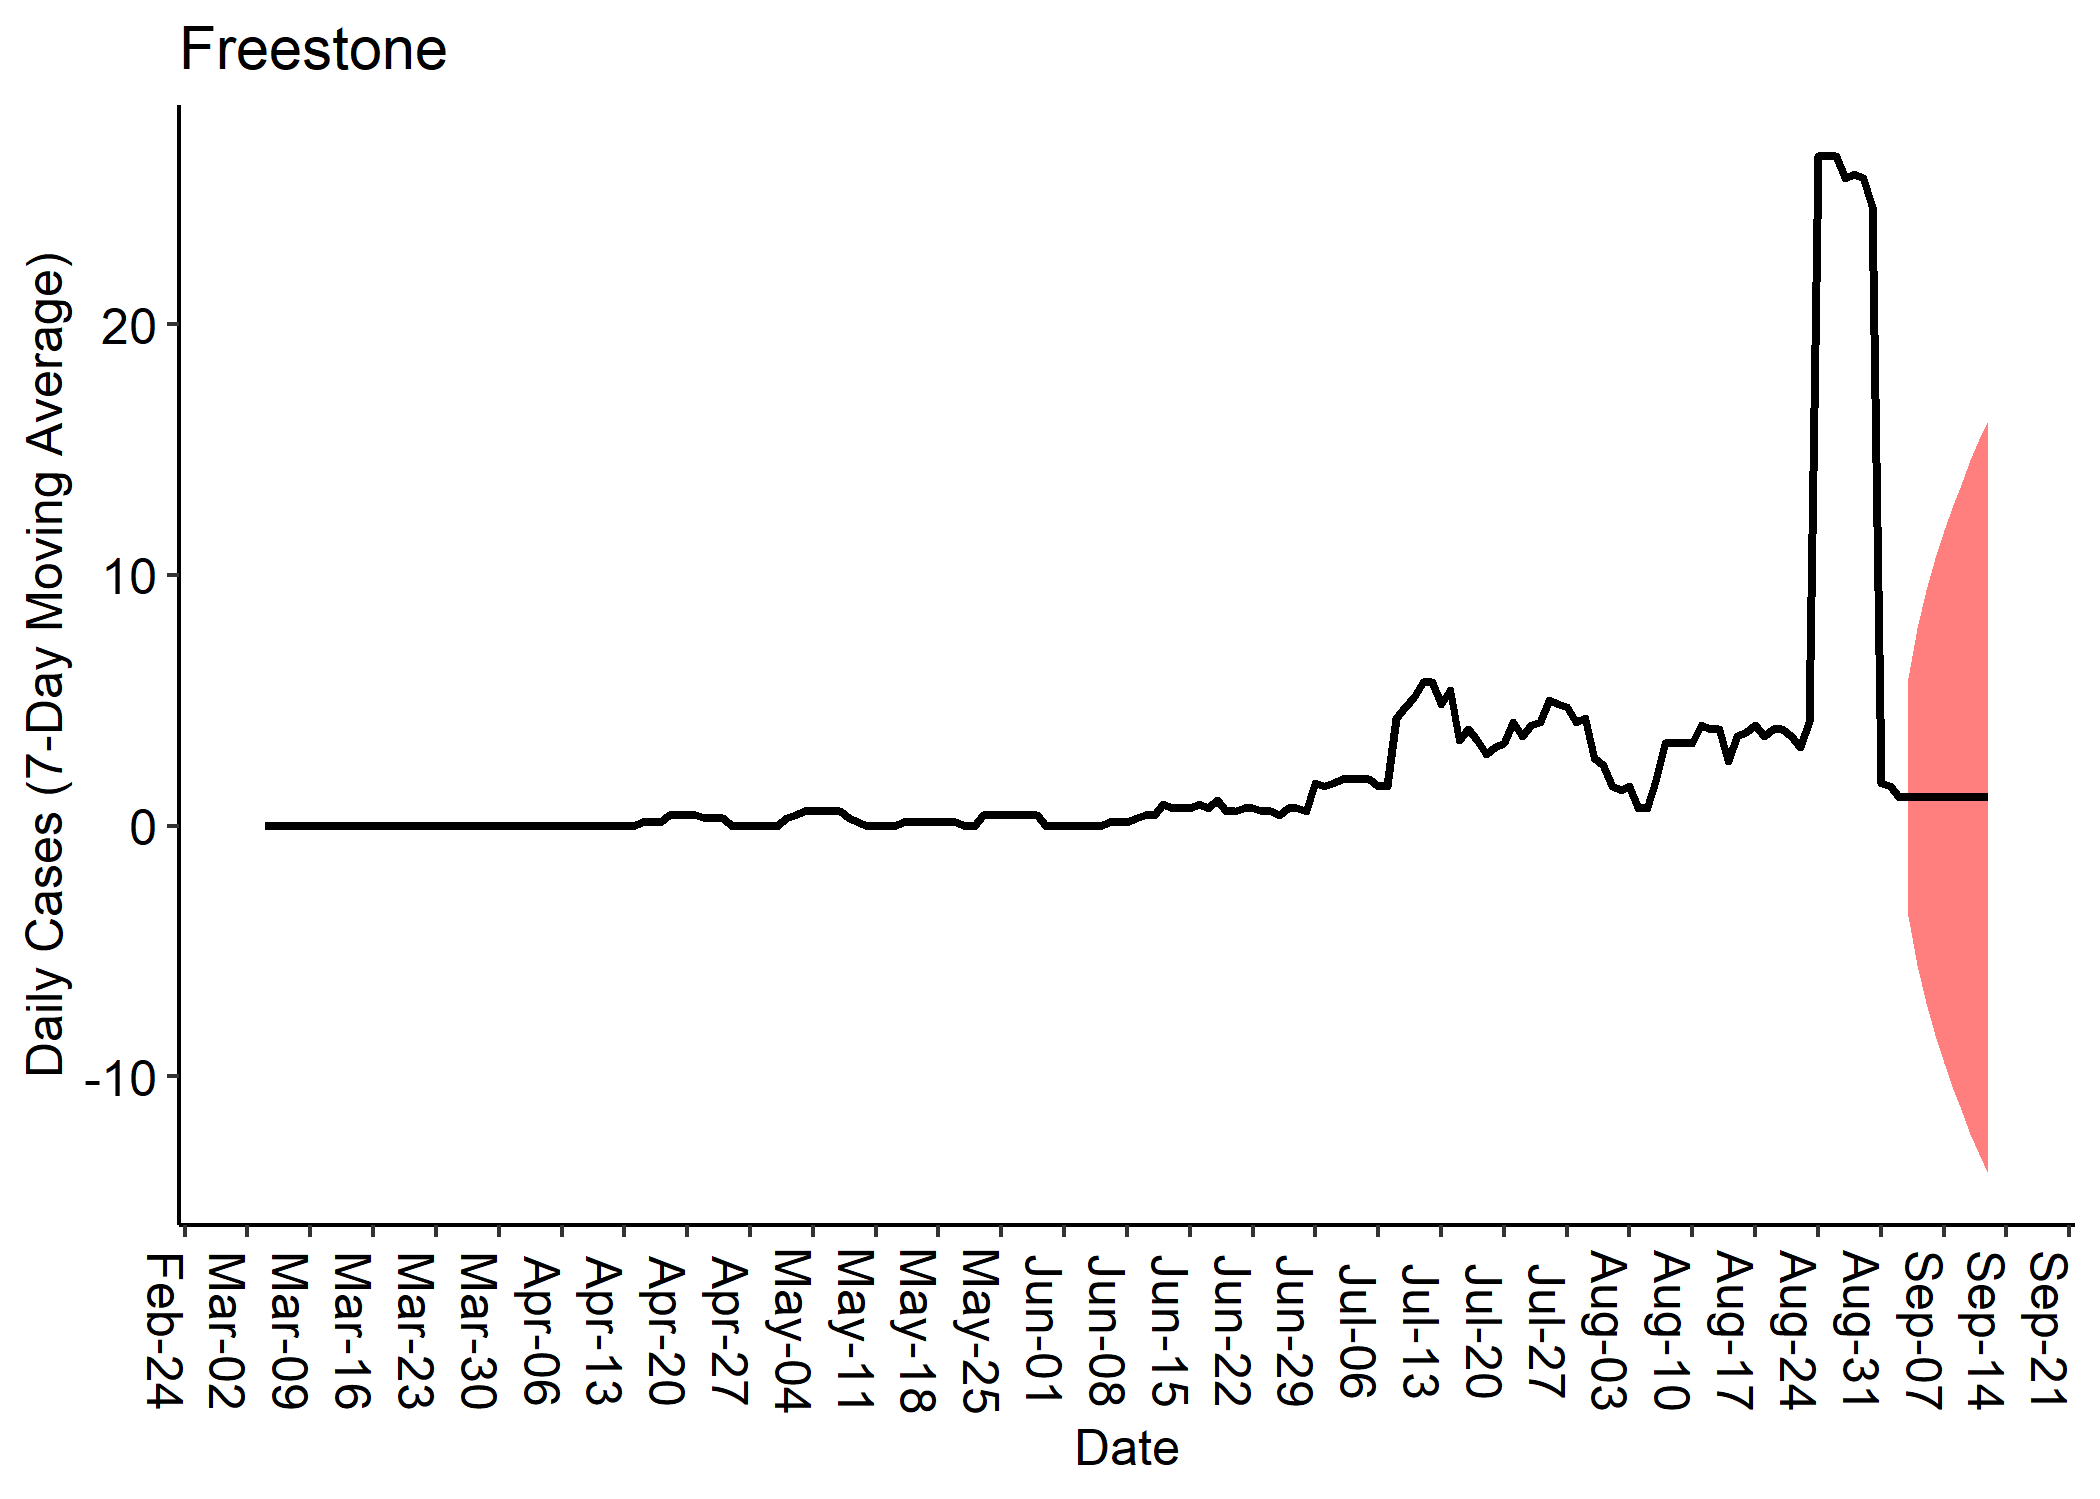 Freestone
Daily Cases (7-Day Moving Average)
20
10
0
-10
Feb-24
Mar-02
Mar-09
Mar-16
Mar-23
Mar-30
Apr-06
Apr-13
Apr-20
Apr-27
May-04
May-11
May-18
May-25
Jun-01
Jun-08
Jun-15
Jun-22
Jun-29
Jul-06
Jul-13
Jul-20
Jul-27
Aug-03
Aug-10
Aug-17
Aug-24
Aug-31
Sep-07
Sep-14
Sep-21
Date